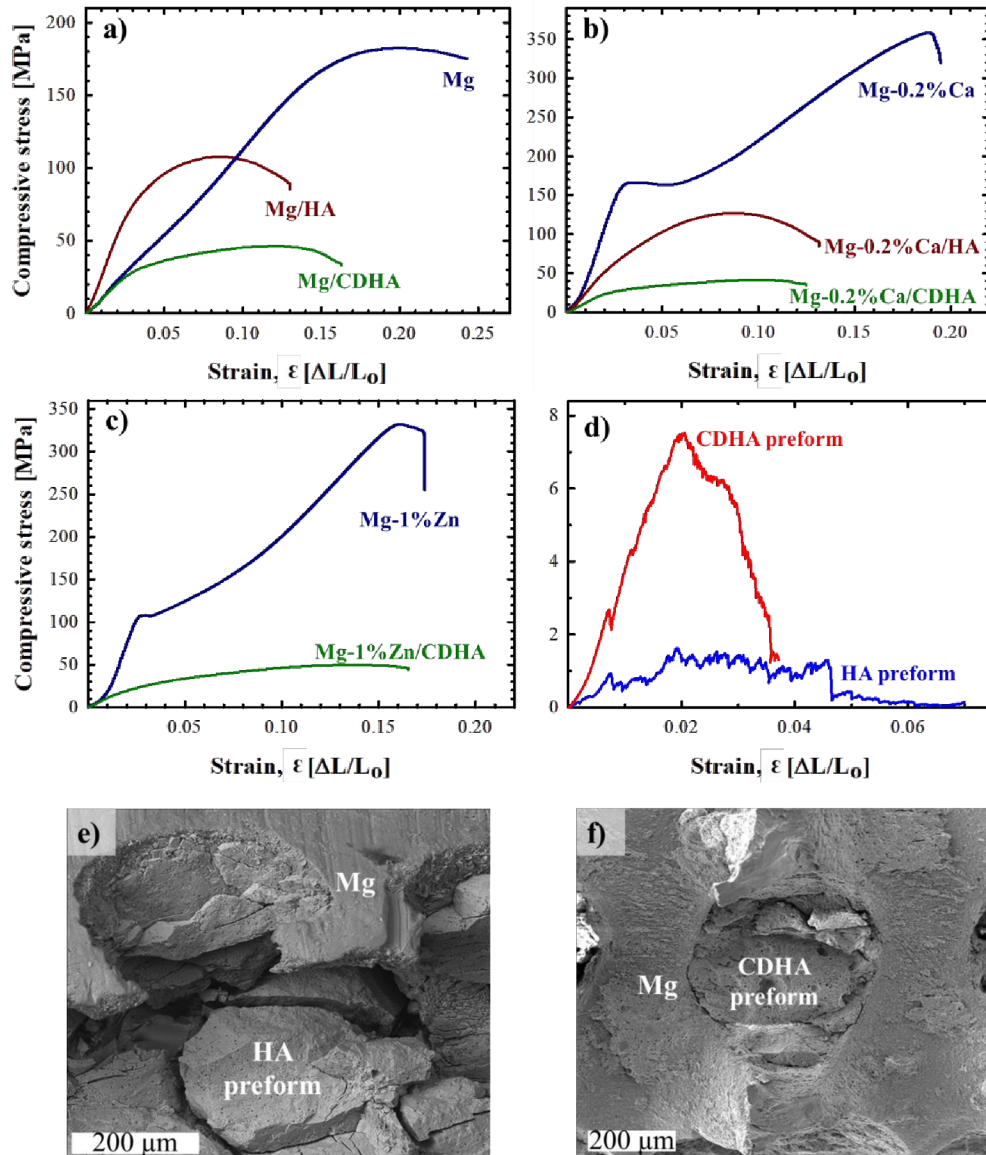 a)
Compressive stress [MPa]
200
150
100
50
0
Mg
Mg/HA
Mg/CDHA
0.05 0.10 0.15 0.20 0.25
Strain, ε [ΔL/Lo]
b)
350
300
250
200
150
100
50
0
Mg-0.2%Ca
Mg-0.2%Ca/HA
Mg-0.2%Ca/CDHA
0.05 0.10 0.15 0.20
Strain, ε [ΔL/Lo]
c)
Compressive stress [MPa]
350
300
250
200
150
100
50
0
Mg-1%Zn
Mg-1%Zn/CDHA
0.05 0.10 0.15 0.20
Strain, ε [ΔL/Lo]
d)
8
6
4
2
0
CDHA preform
HA preform
0.02 0.04 0.06
Strain, ε [ΔL/Lo]
e)
Mg
HA
preform
200 μm
f)
Mg
CDHA
preform
200 μm